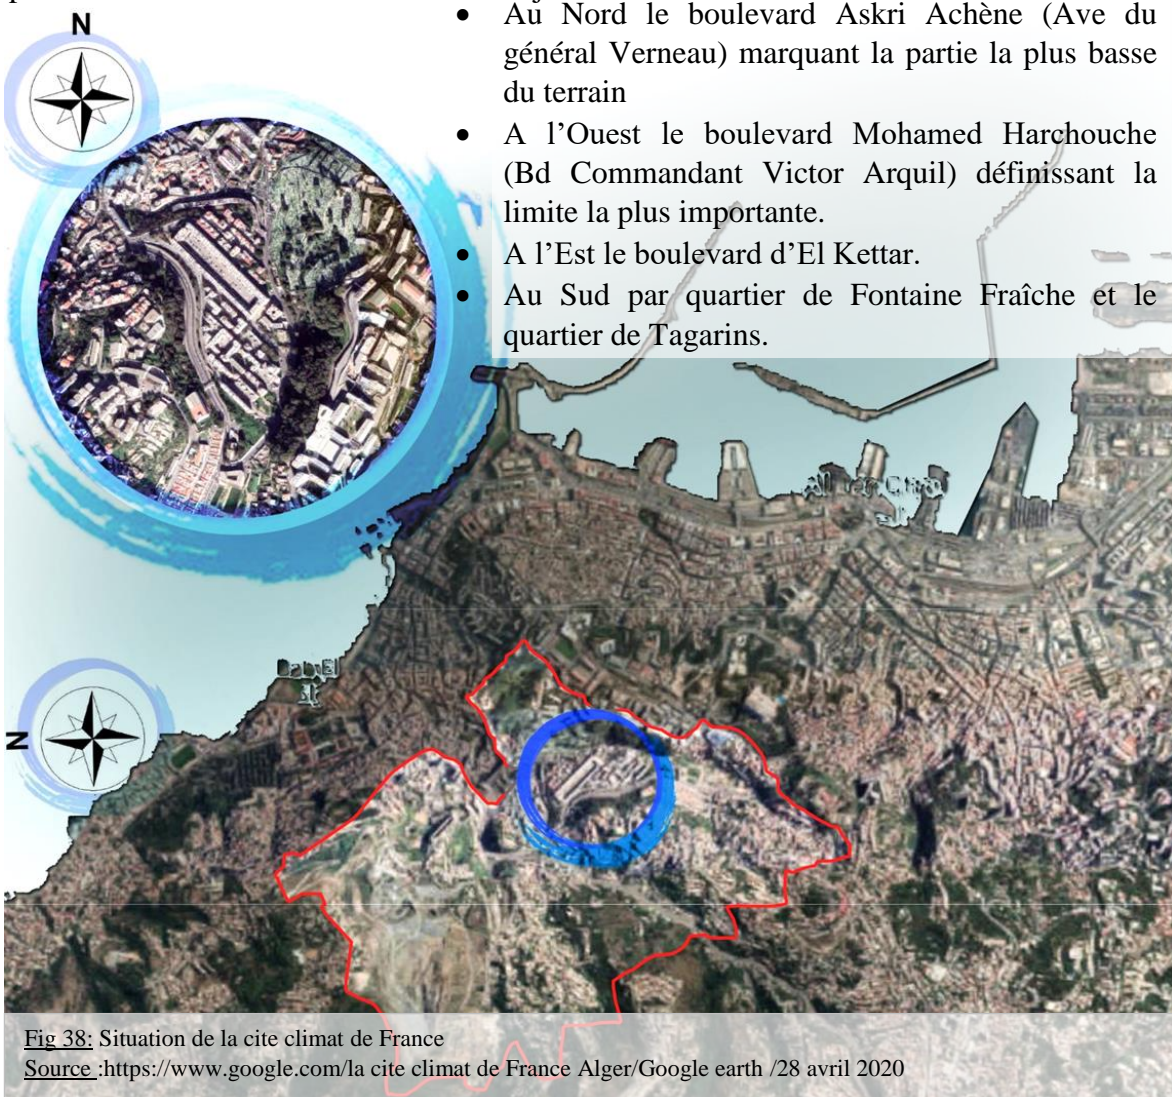 N
• Au Nord le boulevard Askri Achène (Ave du
général Verneau) marquant la partie la plus basse
du terrain
• A l’Ouest le boulevard Mohamed Harchouche
(Bd Commandant Victor Arquil) définissant la
limite la plus importante.
• A l’Est le boulevard d’El Kettar.
• Au Sud par quartier de Fontaine Fraîche et le
quartier de Tagarins.
N
Fig 38: Situation de la cite climat de France
Source :https://www.google.com/la cite climat de France Alger/Google earth /28 avril 2020